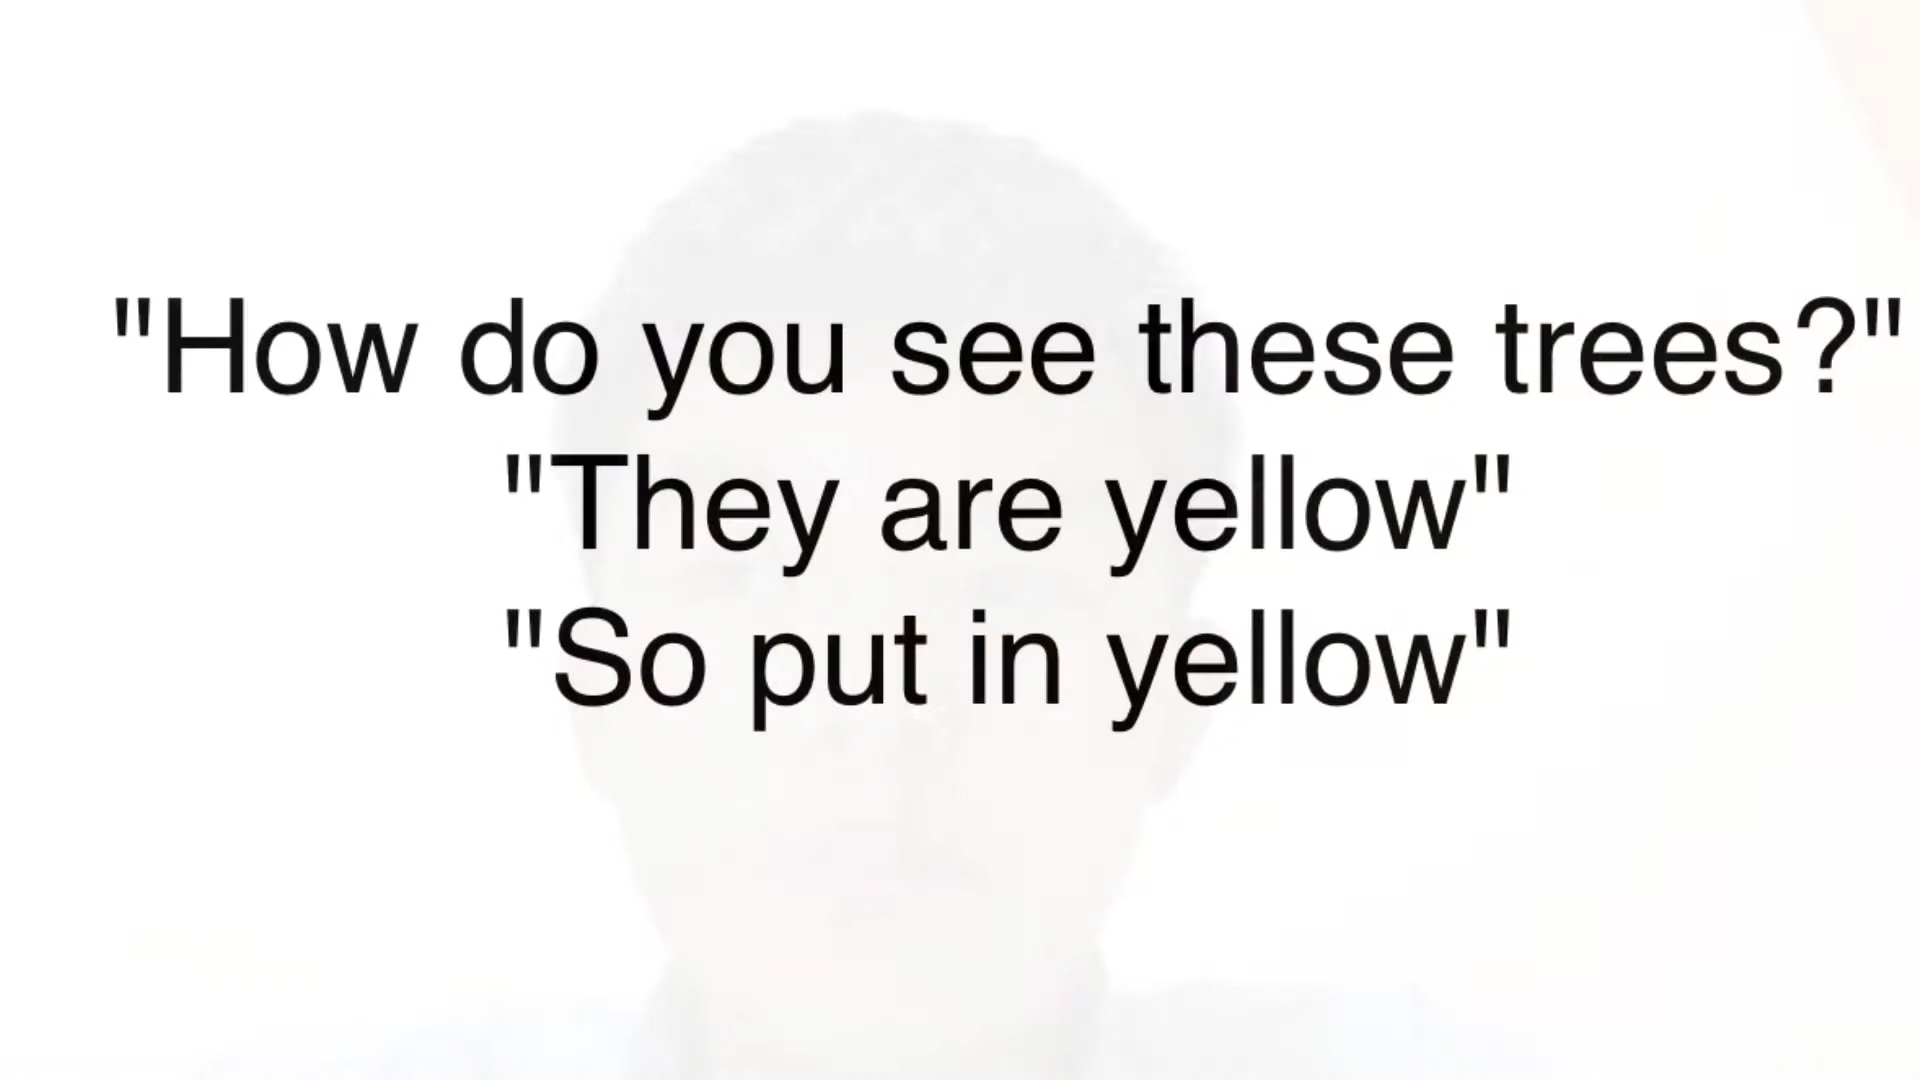 "How do you see these trees?"
"They are yellow"
"So put in yellow"